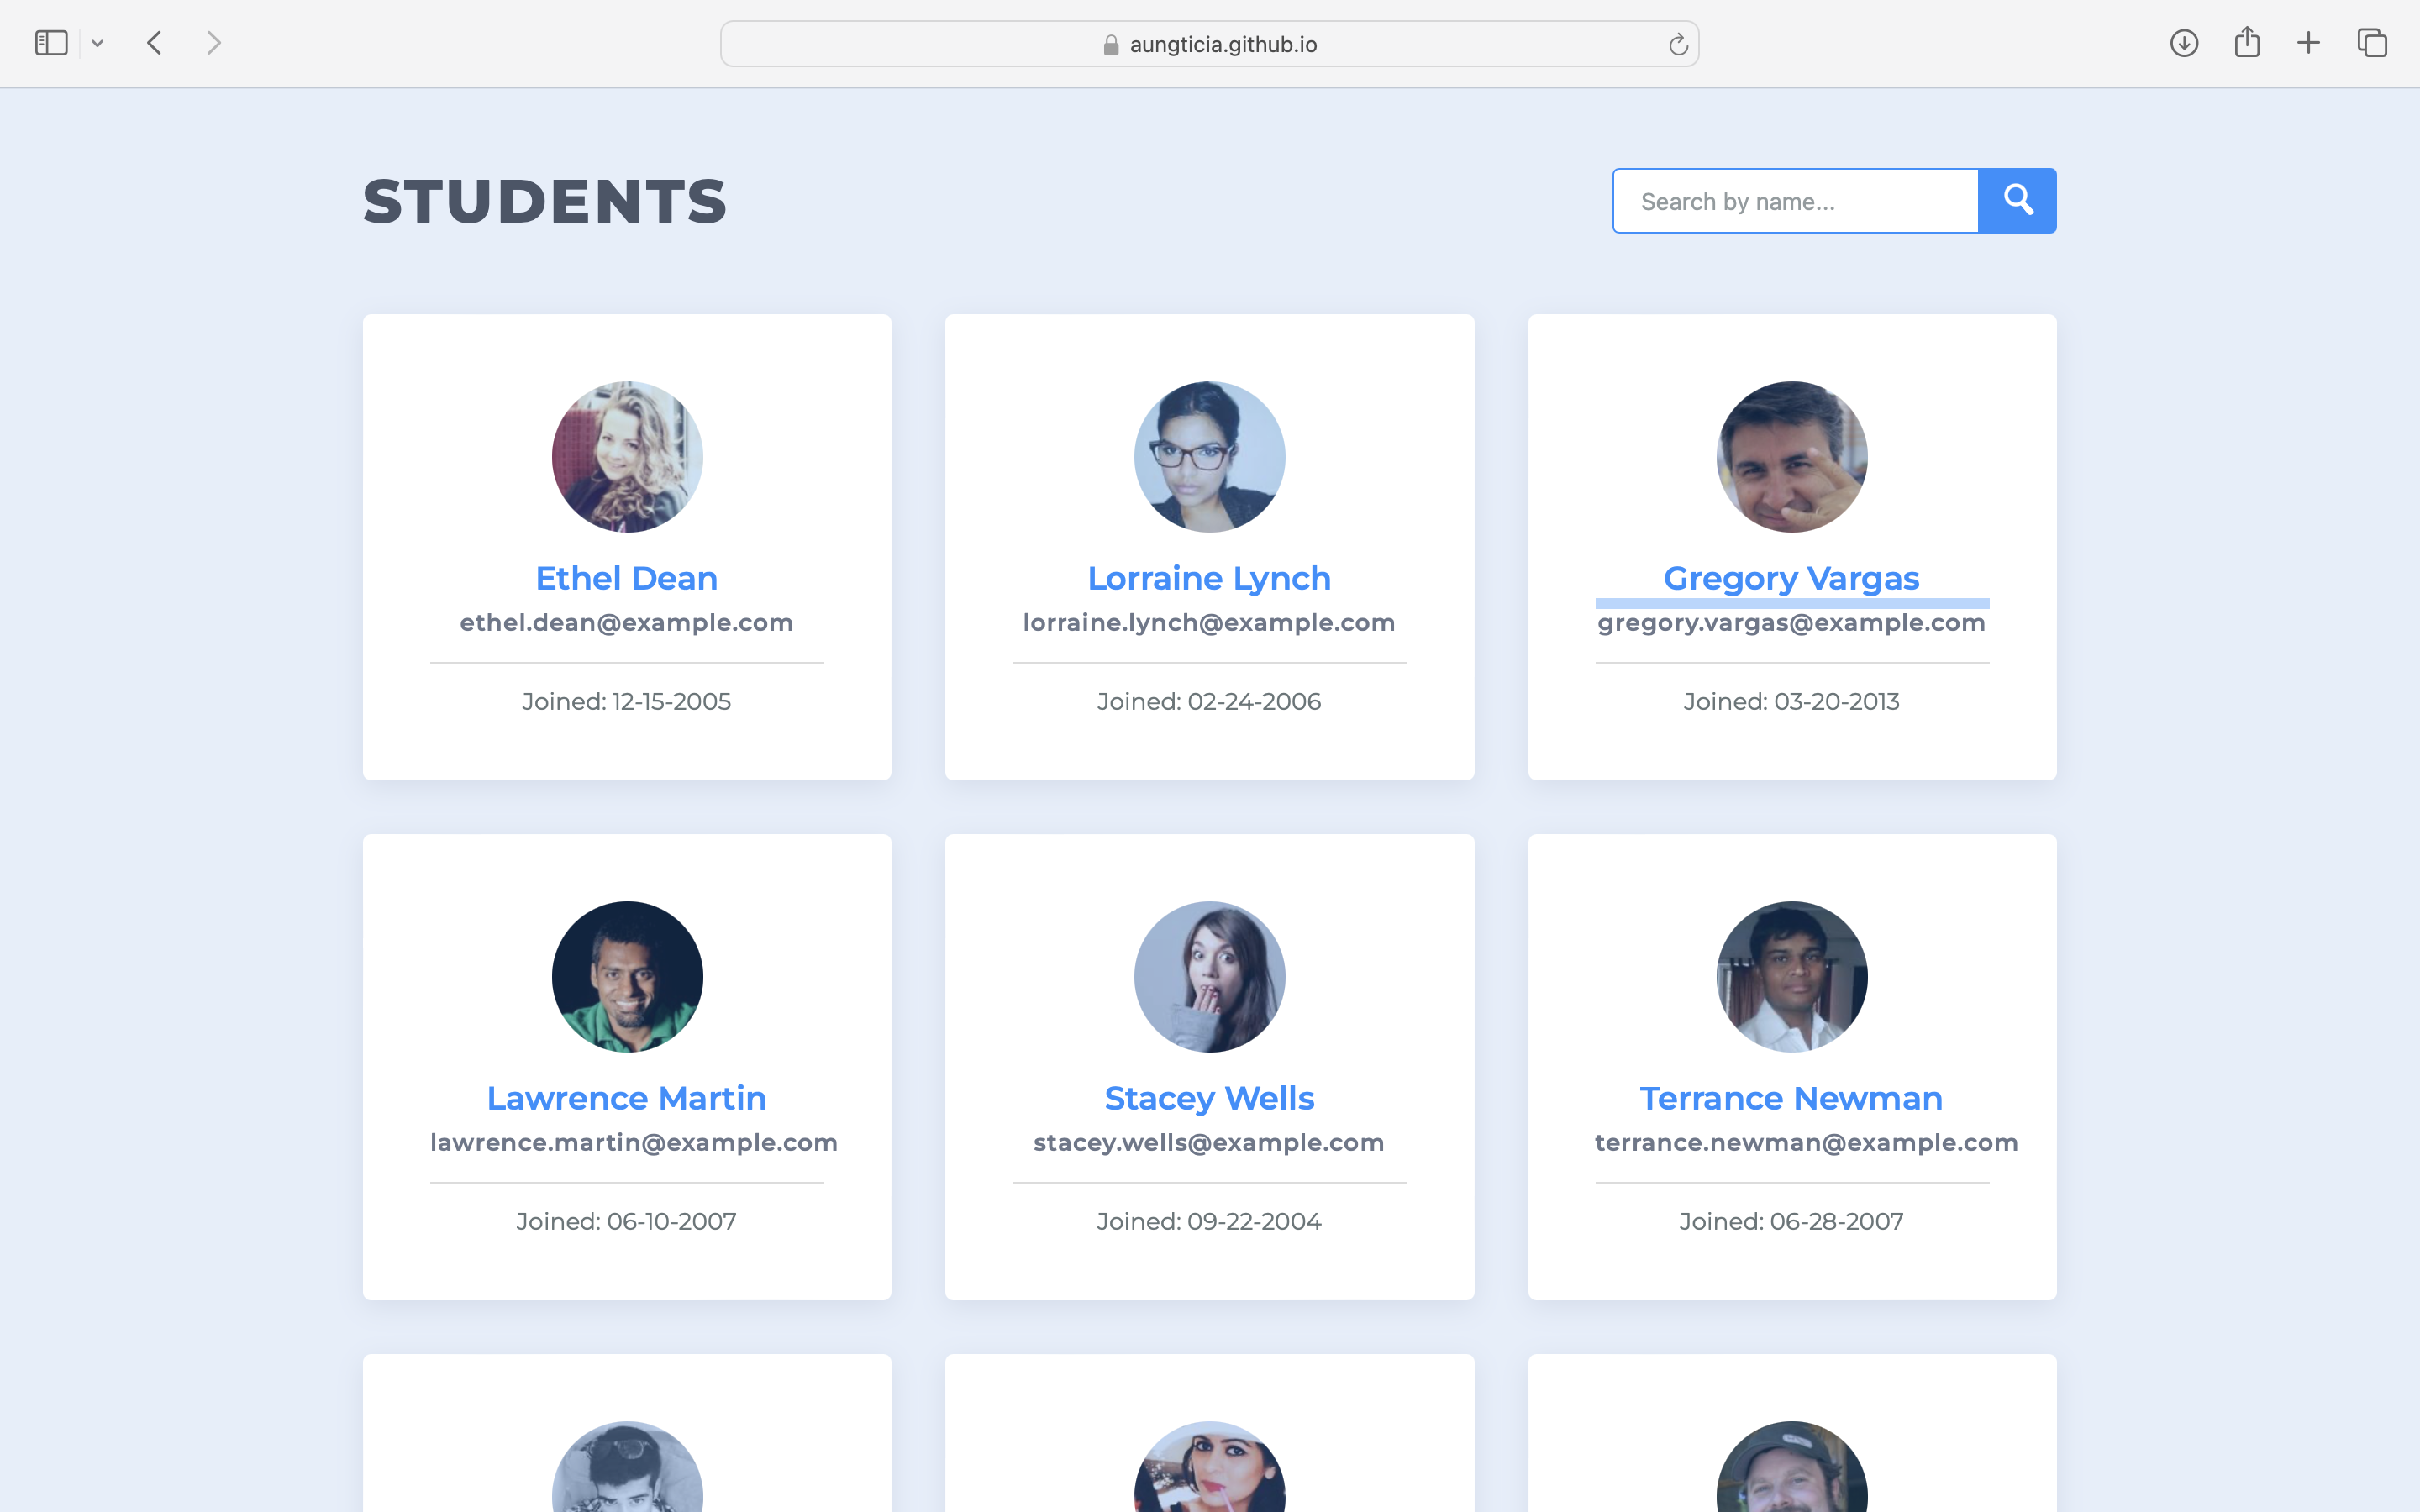 aungticia.github.io
STUDENTS
Search by name...
Ethel Dean
ethel.dean@example.com
Joined: 12-15-2005
Lorraine Lynch
lorraine.lynch@example.com
Joined: 02-24-2006
Gregory Vargas
gregory.vargas@example.com
Joined: 03-20-2013
Lawrence Martin
lawrence.martin@example.com
Joined: 06-10-2007
Stacey Wells
stacey.wells@example.com
Joined: 09-22-2004
Terrance Newman
terrance.newman@example.com
Joined: 06-28-2007